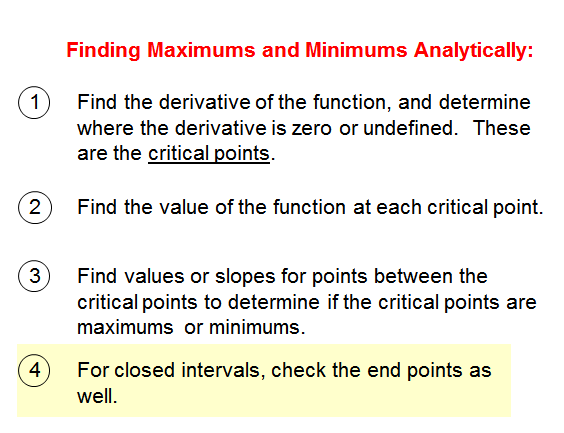 Finding Maximums and Minimums Analytically:
1 Find the derivative of the function, and determine
where the derivative is zero or undefined. These
are the critical points.
2 Find the value of the function at each critical point.
3 Find values or slopes for points between the
critical points to determine if the critical points are
maximums or minimums.
4 For closed intervals, check the end points as
well.